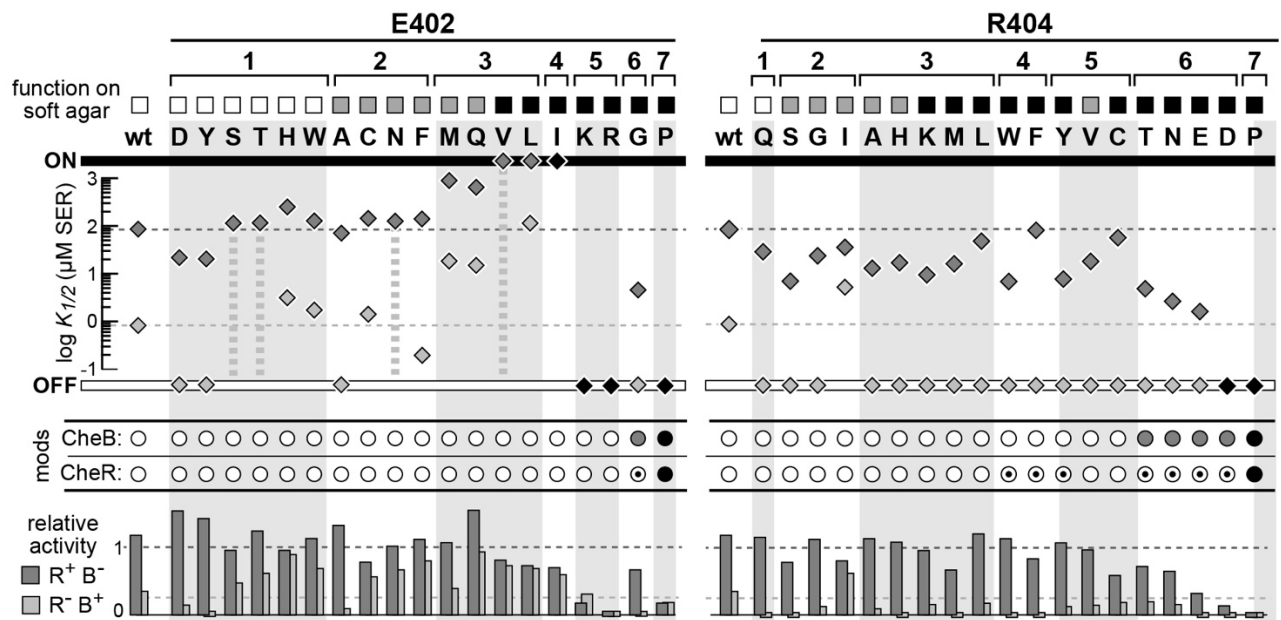 E402 R404
1 2 3 4 5 6 7 1 2 3 4 5 6 7
function on
soft agar
wt D Y S T H W A C N F M Q V L I K R G P wt Q S G I A H K M L W F Y V C T N E D P
ON
3
2
1
0
-1
log K1/2 (µM SER)
OFF
mods
CheB:
CheR:
relative
activity
1
R+ B-
R- B+
0